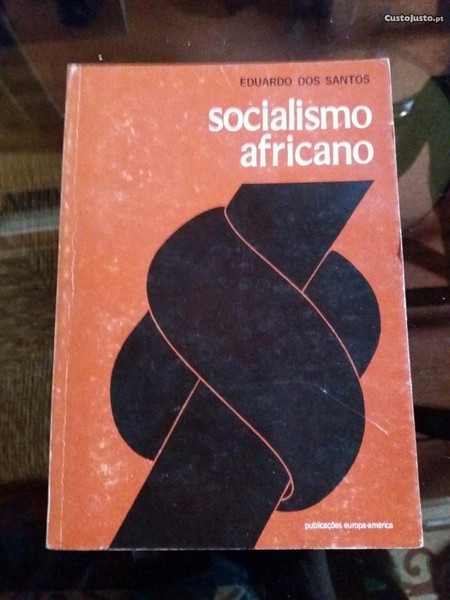 CustoJusto.pt
EDUARDO DOS SANTOS
socialismo
africano
publicações europa-américa